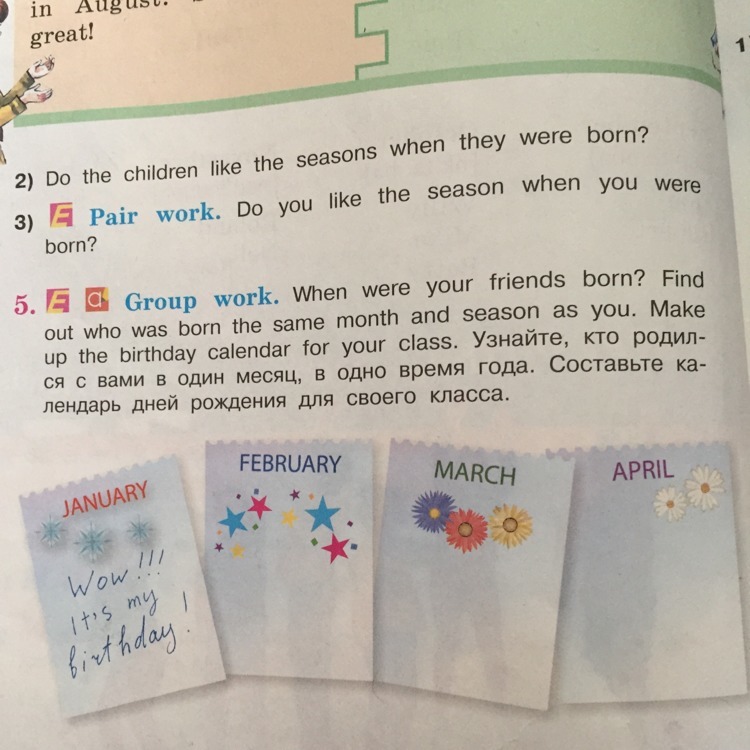 in August.
great!
2) Do the children like the seasons when they were born?
3) E Pair work. Do you like the season when you were
born?
5. E a Group work. When were your friends born? Find
out who was born the same month and season as you. Make
up the birthday calendar for your class. Узнайте, кто родил-
ся с вами в один месяц, в одно время года. Составьте ка-
лендарь дней рождения для своего класса.
JANUARY
Wow!!!
It's my
birthday!
FEBRUARY
MARCH
APRIL